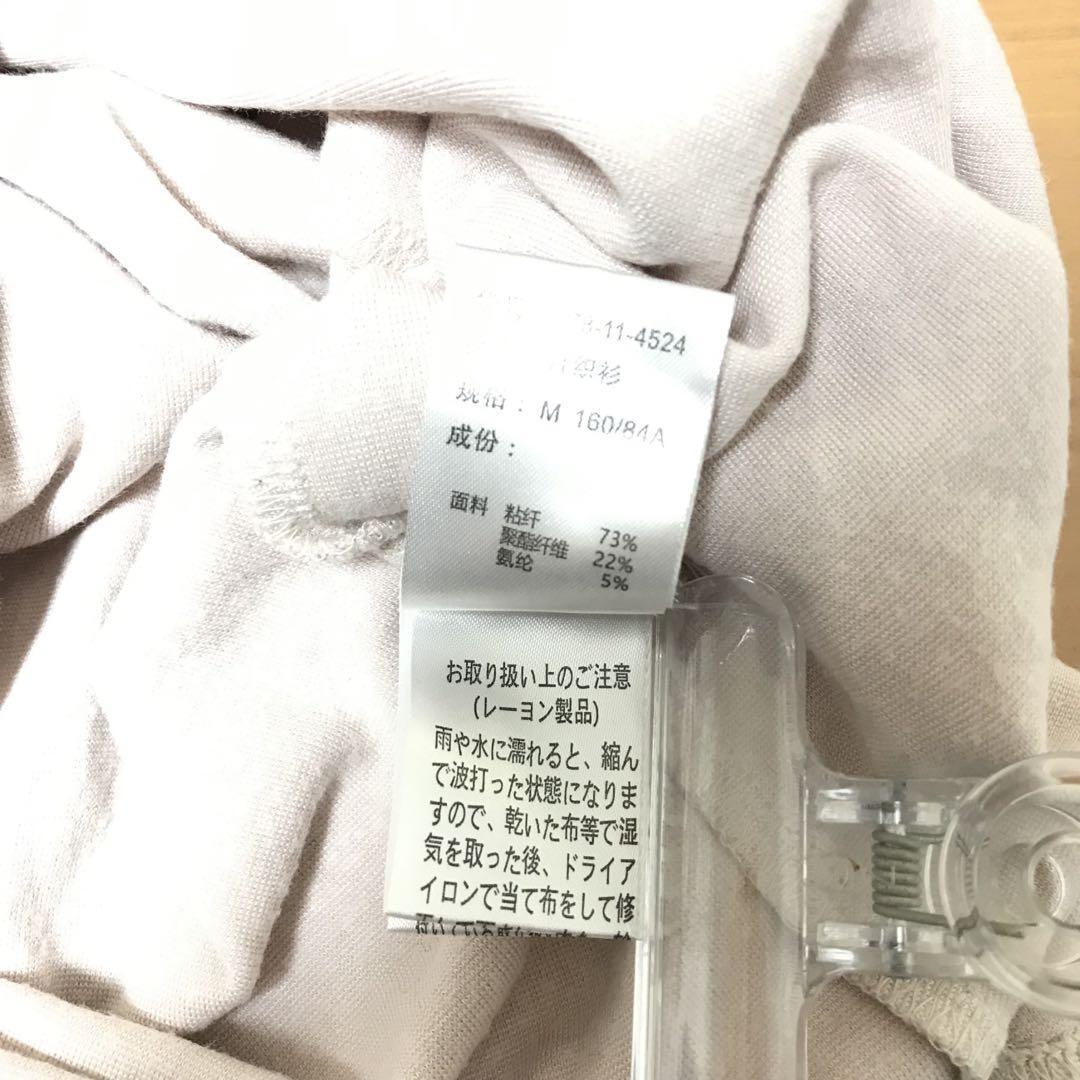 -11-4524
织衫
规格： M 160/84A
成份：
面料 粘纤 73%
聚酯纤维 22%
氨纶 5%
お取り扱い上のご注意
(レーヨン製品)
雨や水に濡れると、縮ん
で波打った状態になりま
すので、乾いた布等で湿
気を取った後、ドライア
イロンで当て布をして修